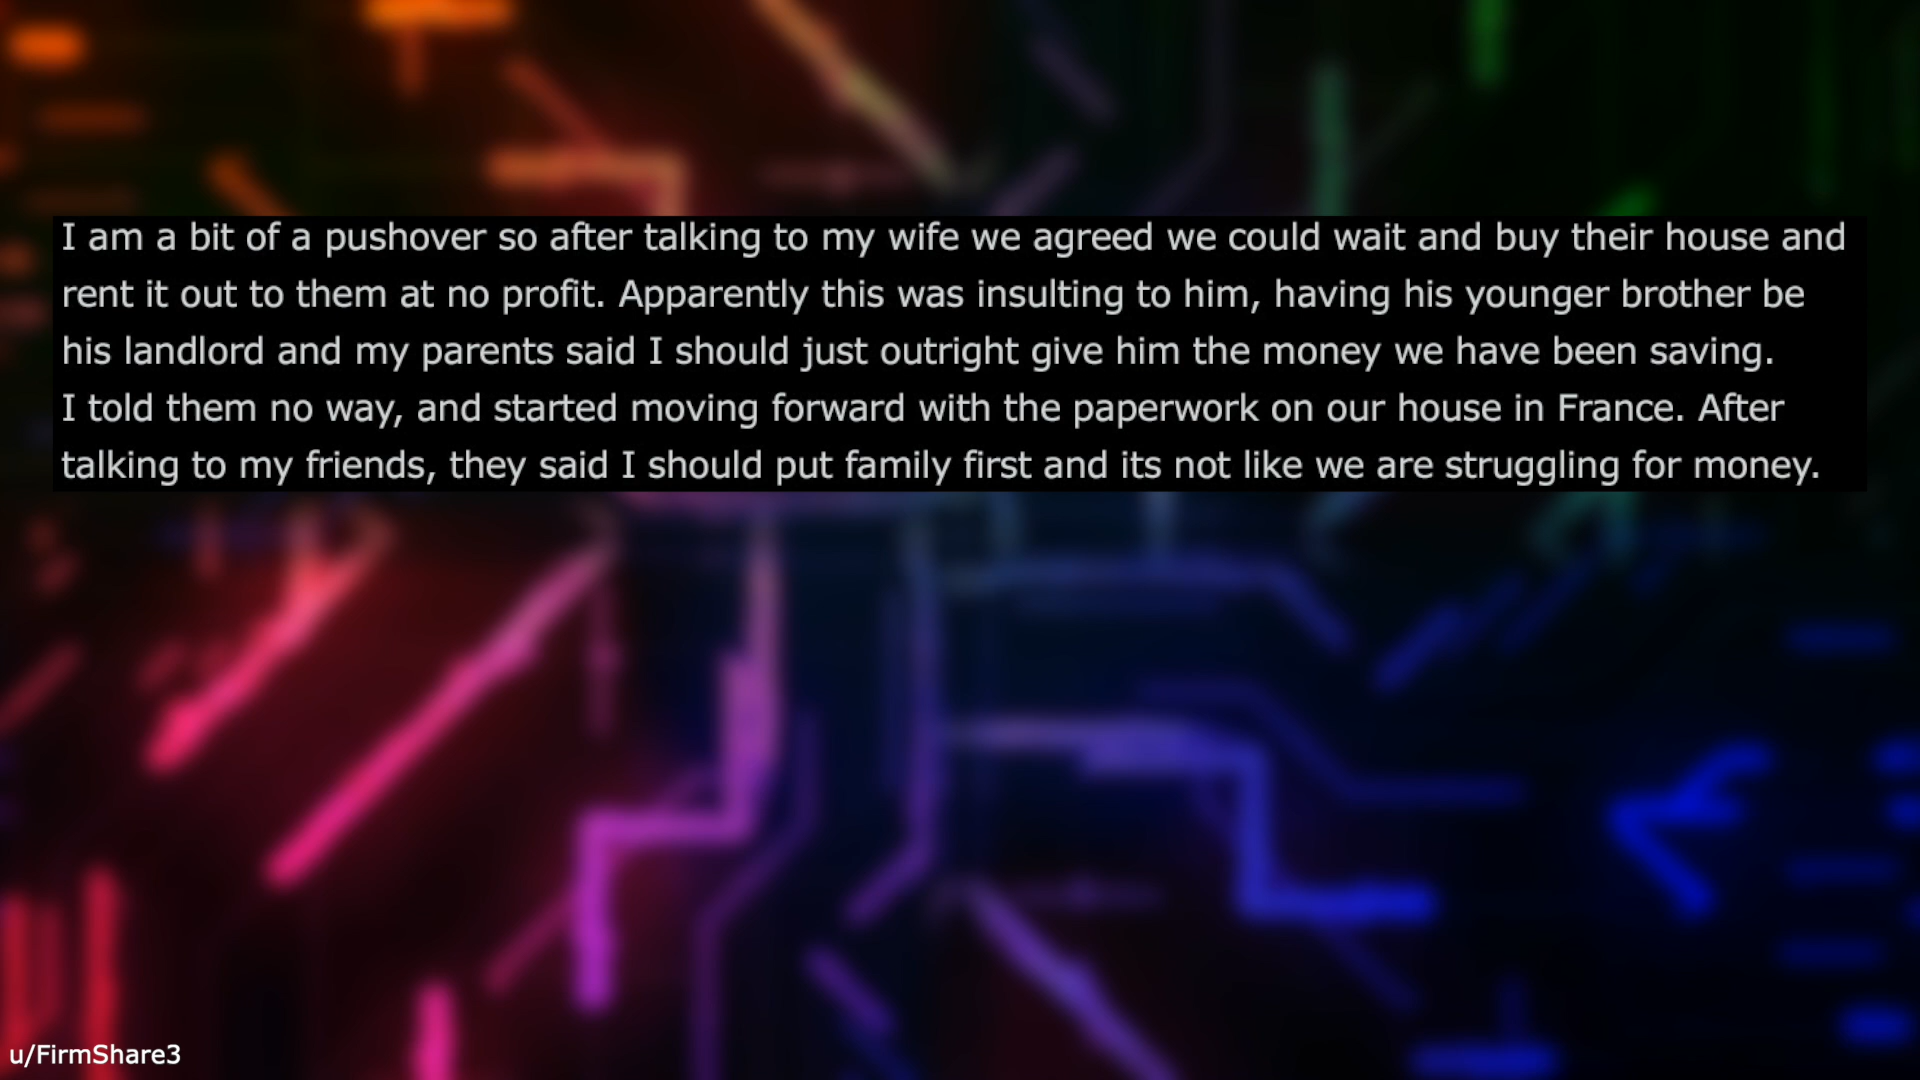 I am a bit of a pushover so after talking to my wife we agreed we could wait and buy their house and
rent it out to them at no profit. Apparently this was insulting to him, having his younger brother be
his landlord and my parents said I should just outright give him the money we have been saving.
I told them no way, and started moving forward with the paperwork on our house in France. After
talking to my friends, they said I should put family first and its not like we are struggling for money.
u/FirmShare3